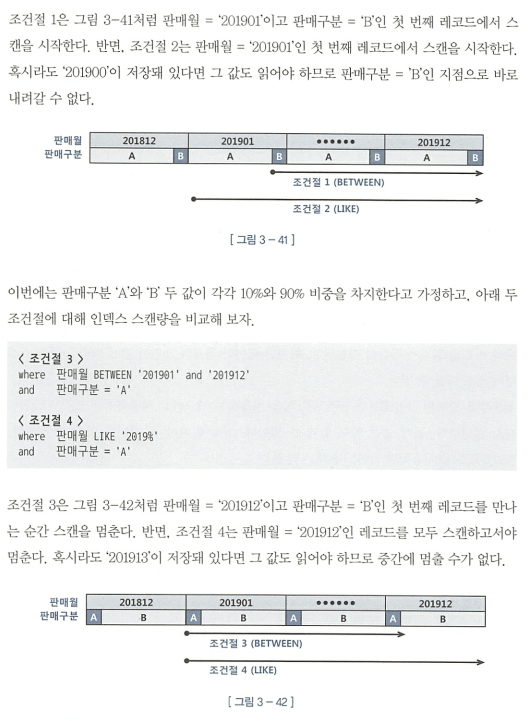 조건절 1은 그림 3-41처럼 판매월 = ‘201901’이고 판매구분 = ‘B’인 첫 번째 레코드에서 스
캔을 시작한다. 반면, 조건절 2는 판매월 = ‘201901’인 첫 번째 레코드에서 스캔을 시작한다.
혹시라도 ‘201900’이 저장돼 있다면 그 값도 읽어야 하므로 판매구분 = ‘B’인 지점으로 바로
내려갈 수 없다.
판매월 201812 201901 ●●●●●● 201912
판매구분 A B A B A B A B
조건절 1 (BETWEEN)
조건절 2 (LIKE)
[ 그림 3 - 41 ]
이번에는 판매구분 ‘A’와 ‘B’ 두 값이 각각 10%와 90% 비중을 차지한다고 가정하고, 아래 두
조건절에 대해 인덱스 스캔량을 비교해 보자.
< 조건절 3 >
where 판매월 BETWEEN '201901' and '201912'
and 판매구분 = 'A'
< 조건절 4 >
where 판매월 LIKE '2019%'
and 판매구분 = 'A'
조건절 3은 그림 3-42처럼 판매월 = ‘201912’이고 판매구분 = ‘B’인 첫 번째 레코드를 만나
는 순간 스캔을 멈춘다. 반면, 조건절 4는 판매월 = ‘201912’인 레코드를 모두 스캔하고서야
멈춘다. 혹시라도 ‘201913’이 저장돼 있다면 그 값도 읽어야 하므로 중간에 멈출 수가 없다.
판매월 201812 201901 ●●●●●● 201912
판매구분 A B A B A B A B
조건절 3 (BETWEEN)
조건절 4 (LIKE)
[ 그림 3 - 42 ]